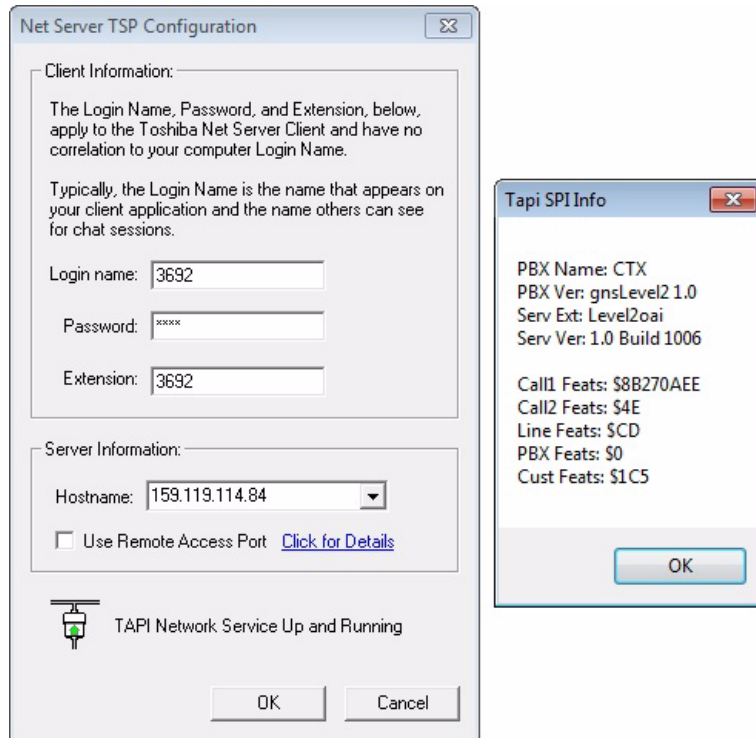 Net Server TSP Configuration
Client Information:
The Login Name, Password, and Extension, below,
apply to the Toshiba Net Server Client and have no
correlation to your computer Login Name.
Typically, the Login Name is the name that appears on
your client application and the name others can see
for chat sessions.
Login name: 3692
Password: ****
Extension: 3692
Server Information:
Hostname: 159.119.114.84
Use Remote Access Port Click for Details
TAPI Network Service Up and Running
OK Cancel
Tapi SPI Info
PBX Name: CTX
PBX Ver: gnsLevel2 1.0
Serv Ext: Level2oai
Serv Ver: 1.0 Build 1006
Call1 Feats: $8B270AEE
Call2 Feats: $4E
Line Feats: $CD
PBX Feats: $0
Cust Feats: $1C5
OK